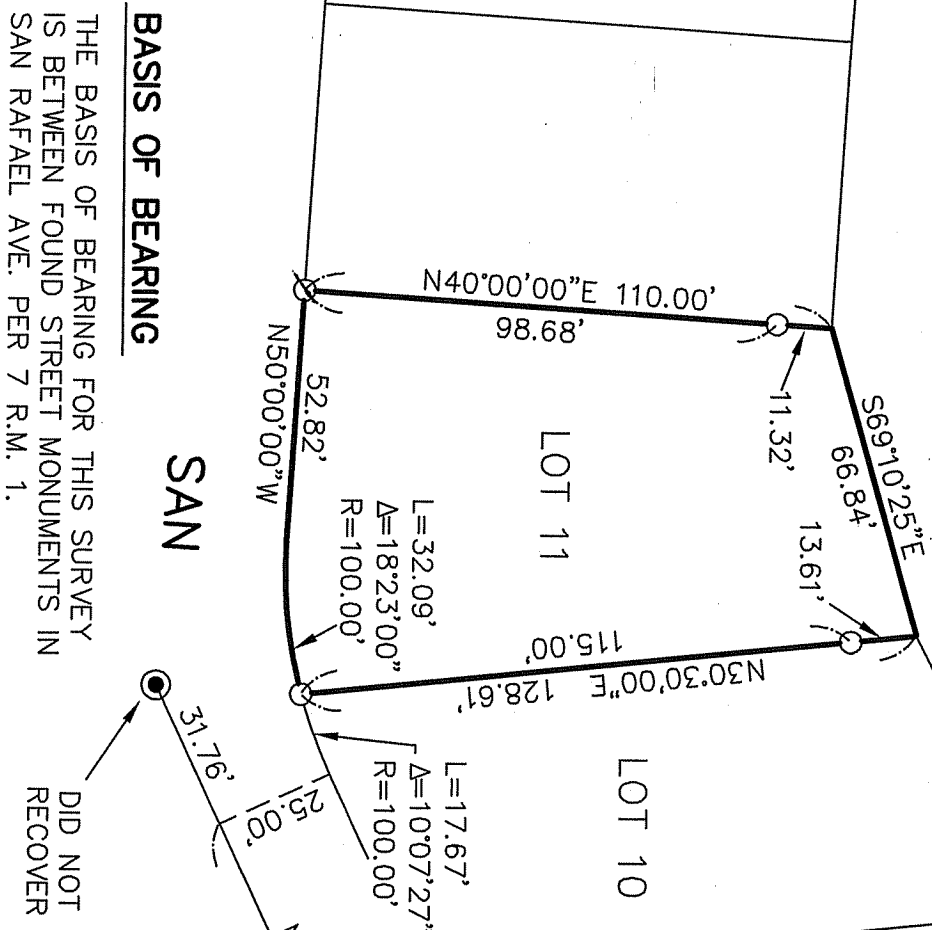 BASIS OF BEARING
THE BASIS OF BEARING FOR THIS SURVEY
IS BETWEEN FOUND STREET MONUMENTS IN
SAN RAFAEL AVE. PER 7 R.M. 1.
N40°00'00"E 110.00'
98.68'
11.32'
S69°10'25"E
66.84'
13.61'
LOT 11
52.82'
N50°00'00"W
L=32.09'
Δ=18°23'00"
R=100.00'
115.00'
N30°30'00"E 128.61'
SAN
LOT 10
L=17.67'
Δ=10°07'27"
R=100.00'
31.76'
25.00'
DID NOT
RECOVER